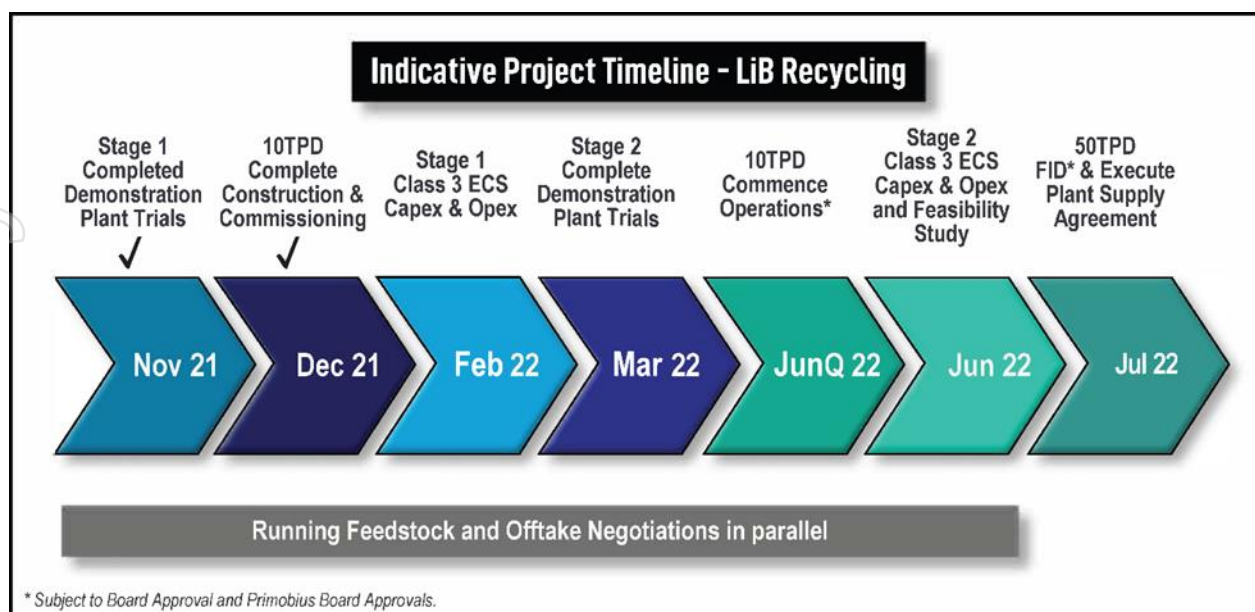 Indicative Project Timeline - LiB Recycling
Stage 1
Completed
Demonstration
Plant Trials
10TPD
Complete
Construction &
Commissioning
Stage 1
Class 3 ECS
Capex & Opex
Stage 2
Complete
Demonstration
Plant Trials
10TPD
Commence
Operations*
Stage 2
Class 3 ECS
Capex & Opex
and Feasibility
Study
50TPD
FID* & Execute
Plant Supply
Agreement
Nov 21
Dec 21
Feb 22
Mar 22
JunQ 22
Jun 22
Jul 22
Running Feedstock and Offtake Negotiations in parallel
* Subject to Board Approval and Primobius Board Approvals.